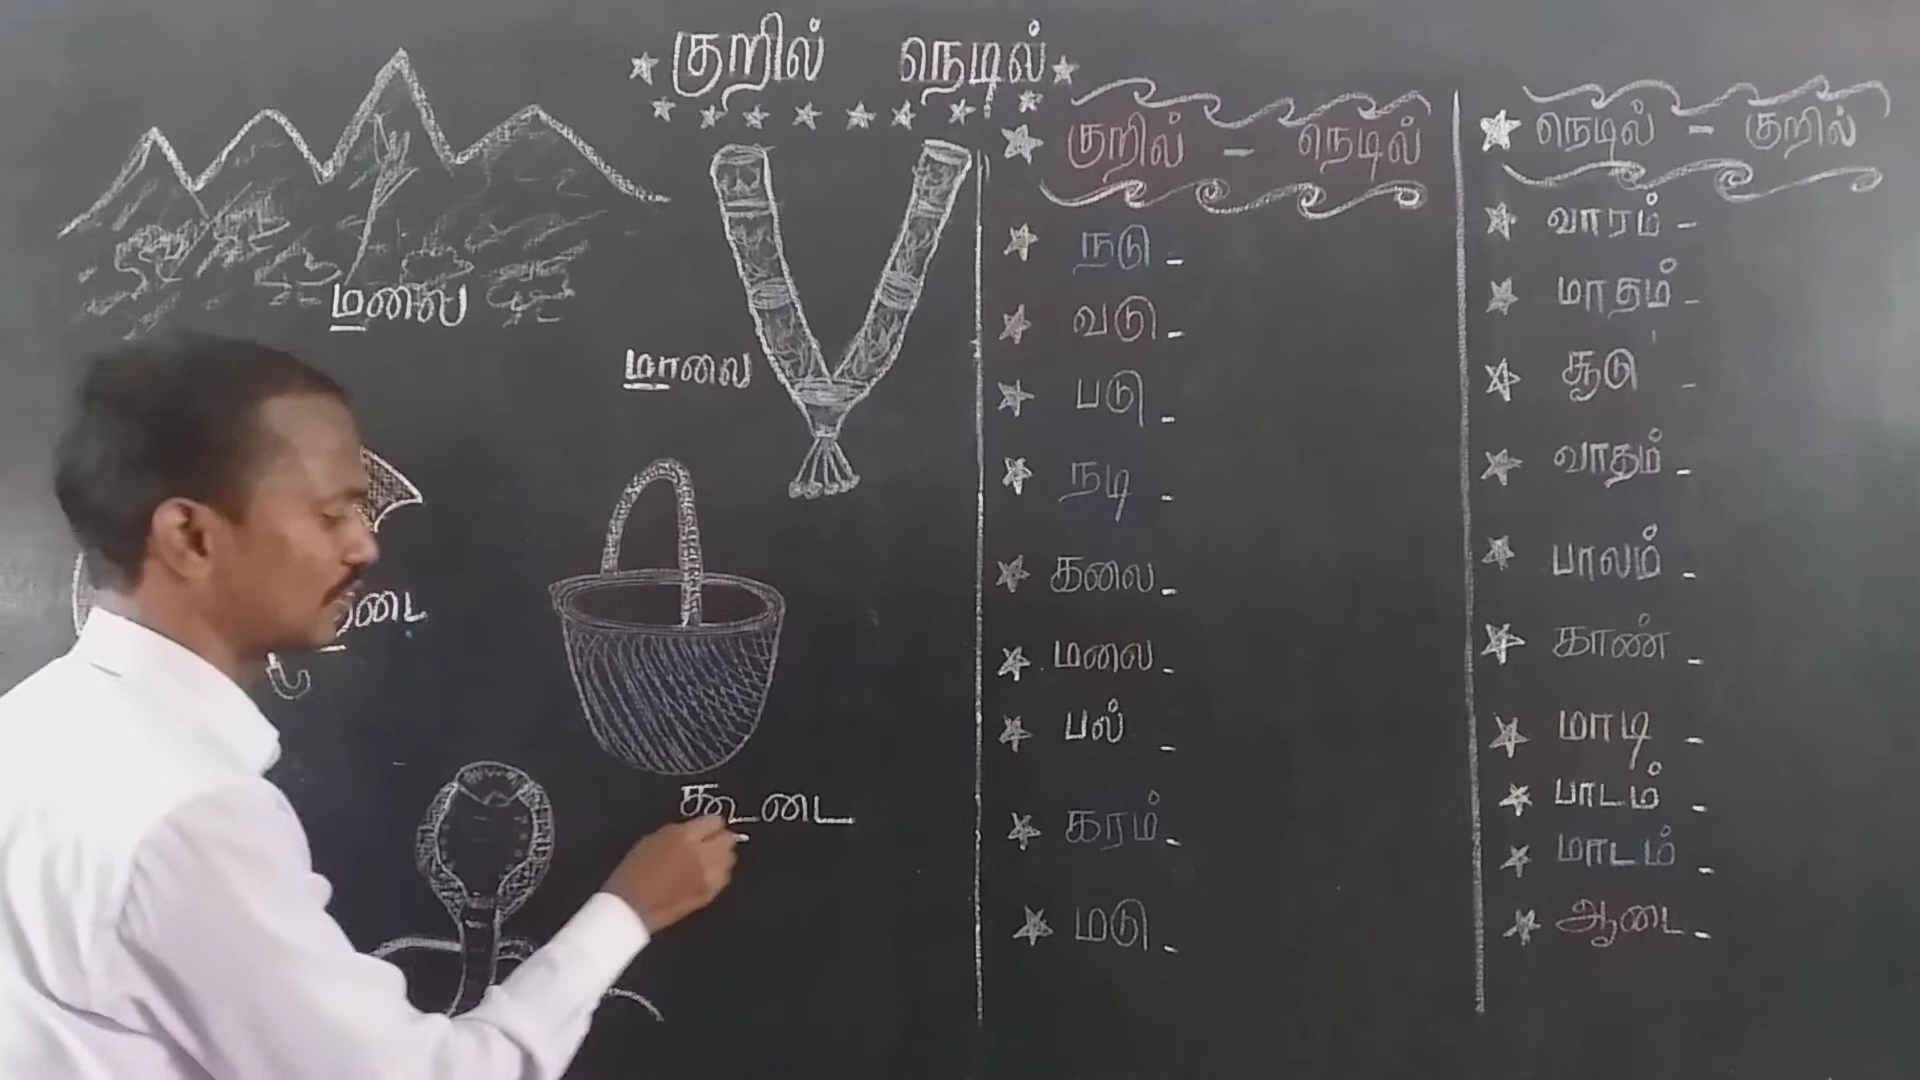 குறில் நெடில்
மலை
மாலை
டை
கூடை
குறில் - நெடில்
நடு -
வடு -
படு -
நடி -
கலை -
மலை -
பல் -
கரம் -
மடு -
நெடில் - குறில்
வாரம் -
மாதம் -
சூடு -
வாதம் -
பாலம் -
காண் -
மாடி -
பாடம் -
மாடம் -
ஆடை -